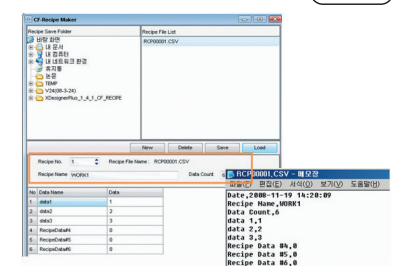 CF-Recipe Maker
Recipe Save Folder
Recipe File List
바탕 화면
내 문서
내 컴퓨터
내 네트워크 환경
휴지통
논문
TEMP
V24(08-3-24)
XDesignerPlus_1_4_1_CF_RECIPE
RCP00001.CSV
New Delete Save Load
Recipe No. 1 Recipe File Name : RCP00001.CSV
Recipe Name WORK1 Data Count 6
No Data Name Data
1 data1 1
2 data2 2
3 data3 3
4 RecipeData#4 0
5 RecipeData#5 0
6 RecipeData#6 0
RCP00001.CSV - 메모장
파일(F) 편집(E) 서식(O) 보기(V) 도움말(H)
Date,2008-11-19 14:20:09
Recipe Name,WORK1
Data Count,6
data 1,1
data 2,2
data 3,3
Recipe Data #4,0
Recipe Data #5,0
Recipe Data #6,0